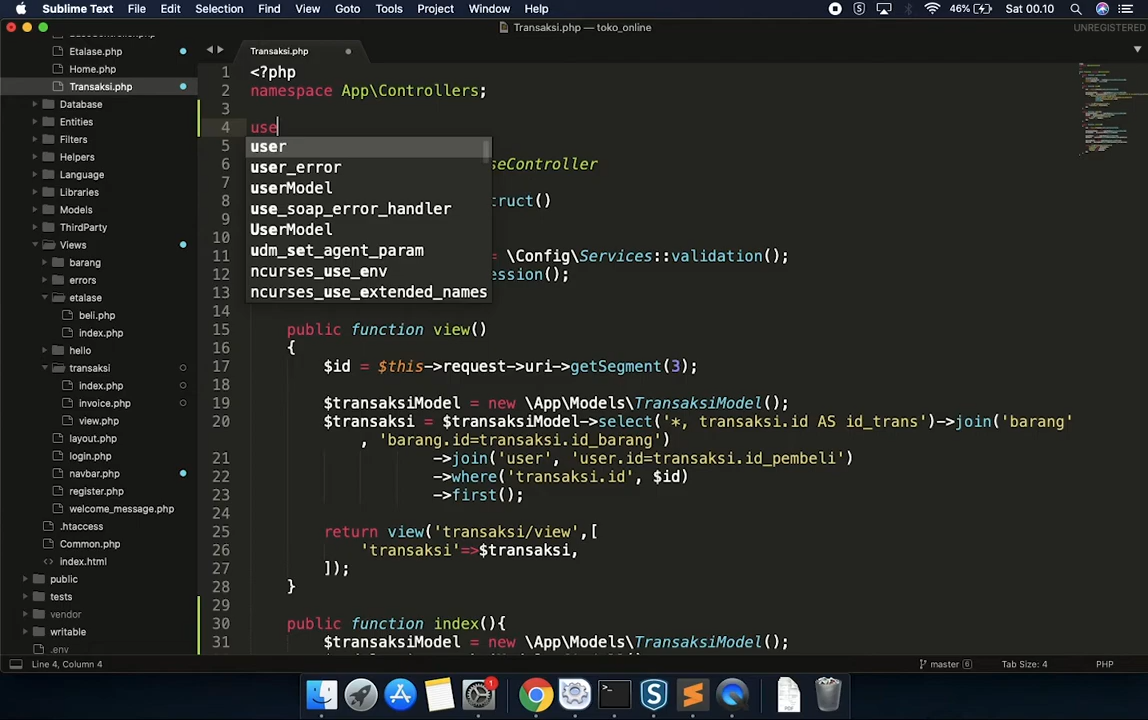 Sublime Text File Edit Selection Find View Goto Tools Project Window Help 46% Sat 00.10
Transaksi.php — toko_online UNREGISTERED
Etalase.php
Home.php
Transaksi.php
Database
Entities
Filters
Helpers
Language
Libraries
Models
ThirdParty
Views
barang
errors
etalase
beli.php
index.php
hello
transaksi
index.php
invoice.php
view.php
layout.php
login.php
navbar.php
register.php
welcome_message.php
.htaccess
Common.php
index.html
public
tests
vendor
writable
.env
Transaksi.php
1 <?php
2 namespace App\Controllers;
3
4 use
5 user
user_error
6 seController
userModel
7
8 truct()
use_soap_error_handler
9
UserModel
10
udm_set_agent_param
11 = \Config\Services::validation();
12 ession();
ncurses_use_env
13 ncurses_use_extended_names
14
15 public function view()
16 {
17 $id = $this->request->uri->getSegment(3);
18
19 $transaksiModel = new \App\Models\TransaksiModel();
20 $transaksi = $transaksiModel->select('*, transaksi.id AS id_trans')->join('barang'
, 'barang.id=transaksi.id_barang')
21 ->join('user', 'user.id=transaksi.id_pembeli')
22 ->where('transaksi.id', $id)
23 ->first();
24
25 return view('transaksi/view',[
26 'transaksi'=>$transaksi,
27 ]);
28 }
29
30 public function index(){
31 $transaksiModel = new \App\Models\TransaksiModel();
Line 4, Column 4 master 6 Tab Size: 4 PHP
1